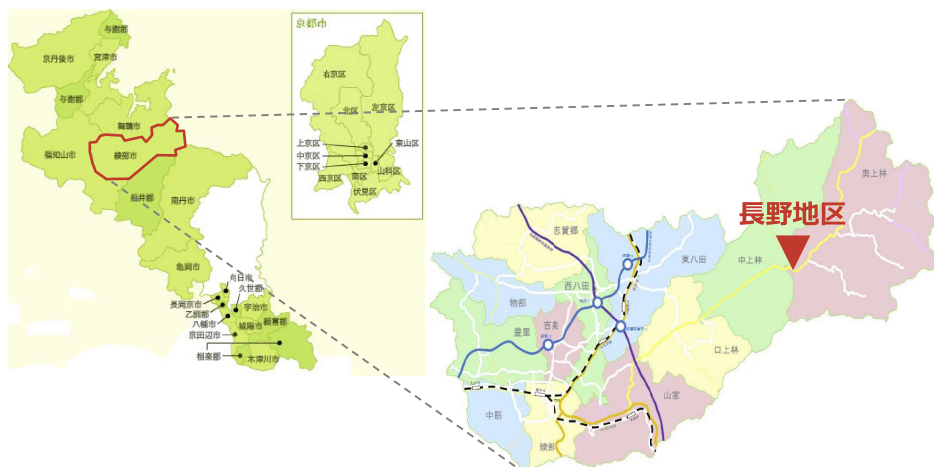 与謝郡
京丹後市
宮津市
与謝郡
舞鶴市
福知山市
綾部市
船井郡
南丹市
亀岡市
向日市
久世郡
長岡京市
乙訓郡
宇治市
八幡市
城陽市
綴喜郡
京田辺市
相楽郡
木津川市
京都市
右京区
北区
左京区
上京区
東山区
中京区
下京区
山科区
西京区
南区
伏見区
奥上林
長野地区
志賀郷
東八田
中上林
西八田
物部
豊里
吉美
口上林
山家
中筋
綾部